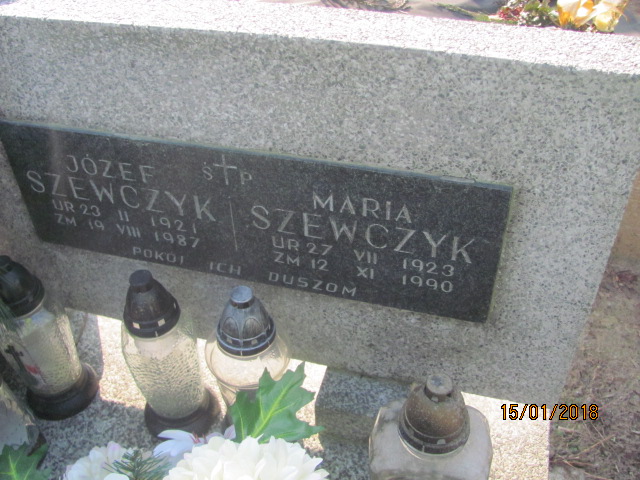 Ś P
JÓZEF
SZEWCZYK
UR 23 II 1921
ZM 19 VIII 1987
MARIA
SZEWCZYK
UR 27 VII 1923
ZM 12 XI 1990
POKÓJ ICH DUSZOM
15/01/2018